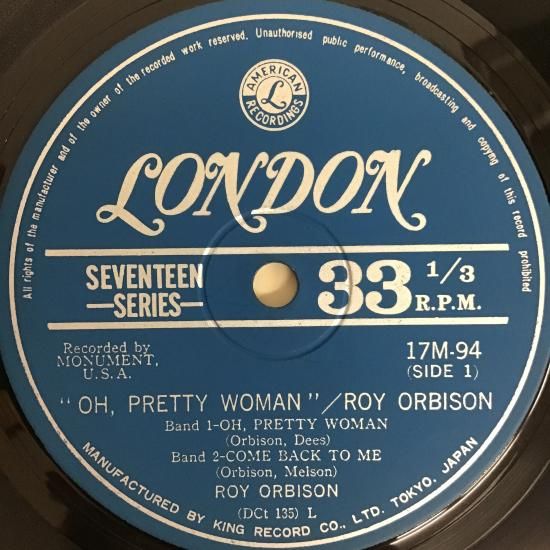 All rights of the manufacturer and of the owner of the recorded work reserved. Unauthorised public performance, broadcasting and copying of this record prohibited
AMERICAN
L
RECORDINGS
LONDON
SEVENTEEN
SERIES
33 1/3
R.P.M.
Recorded by
MONUMENT,
U.S.A.
17M-94
(SIDE 1)
"OH, PRETTY WOMAN"/ROY ORBISON
Band 1-OH, PRETTY WOMAN
(Orbison, Dees)
Band 2-COME BACK TO ME
(Orbison, Melson)
ROY ORBISON
(DCt 135) L
MANUFACTURED BY KING RECORD CO., LTD. TOKYO, JAPAN